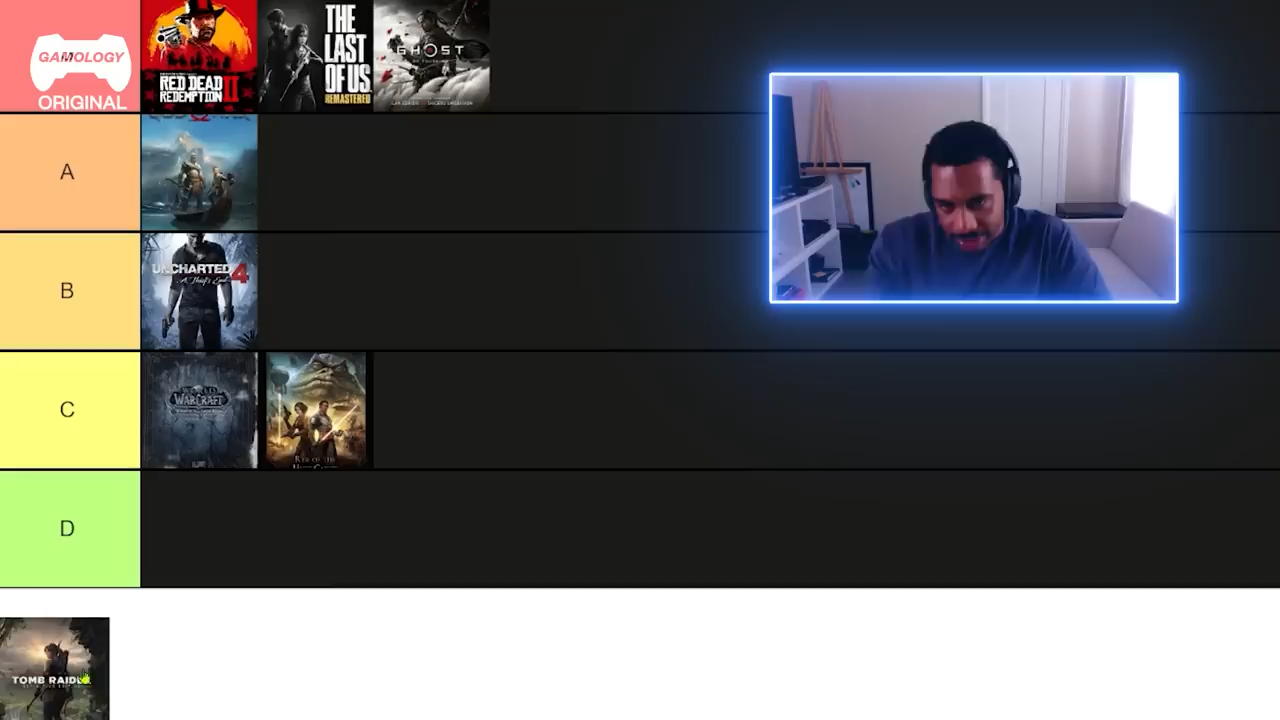 GAMOLOGY
ORIGINAL
RED DEAD
REDEMPTION II
THE
LAST
OF US
REMASTERED
GHOST
A
B
UNCHARTED 4
A Thief's End
C
WARCRAFT
D
TOMB RAIDER